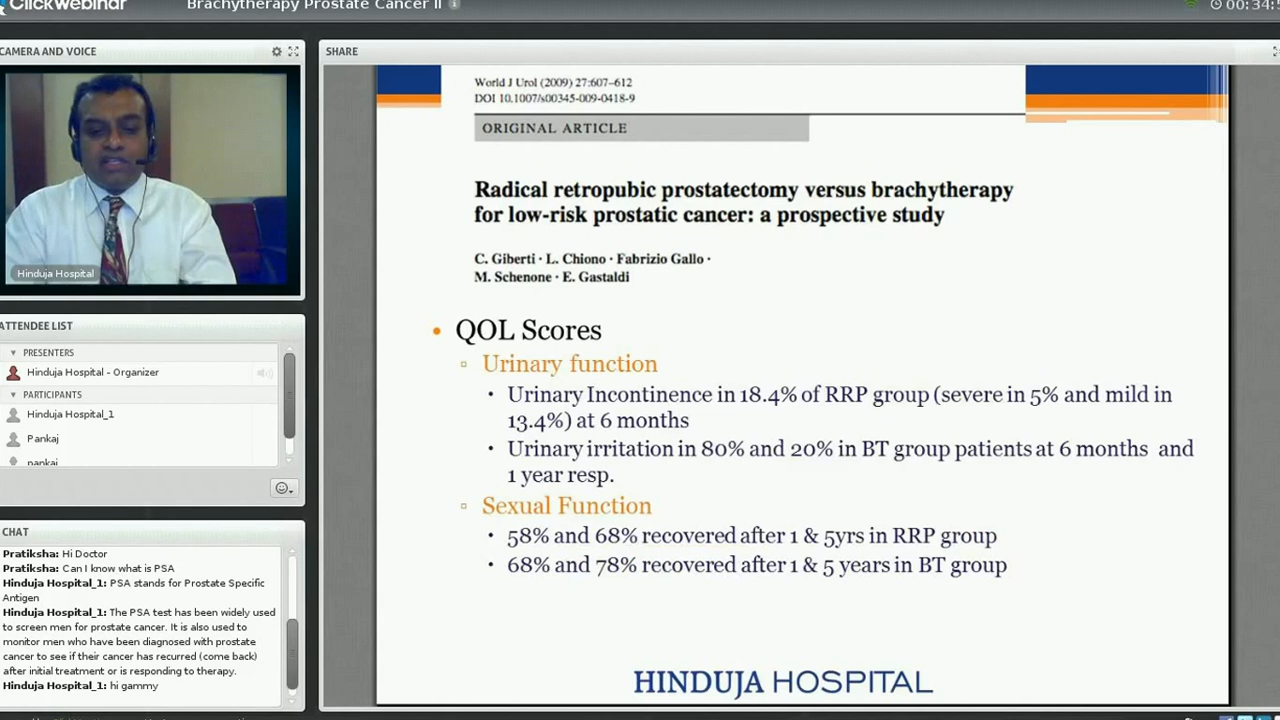 ClickWebinar
Brachytherapy Prostate Cancer II
CAMERA AND VOICE
Hinduja Hospital
ATTENDEE LIST
PRESENTERS
Hinduja Hospital - Organizer
PARTICIPANTS
Hinduja Hospital_1
Pankaj
pankaj
CHAT
Pratiksha: Hi Doctor
Pratiksha: Can I know what is PSA
Hinduja Hospital_1: PSA stands for Prostate Specific
Antigen
Hinduja Hospital_1: The PSA test has been widely used
to screen men for prostate cancer. It is also used to
monitor men who have been diagnosed with prostate
cancer to see if their cancer has recurred (come back)
after initial treatment or is responding to therapy.
Hinduja Hospital_1: hi gammy
SHARE
World J Urol (2009) 27:607–612
DOI 10.1007/s00345-009-0418-9
ORIGINAL ARTICLE
Radical retropubic prostatectomy versus brachytherapy
for low-risk prostatic cancer: a prospective study
C. Giberti · L. Chiono · Fabrizio Gallo ·
M. Schenone · E. Gastaldi
• QOL Scores
Urinary function
• Urinary Incontinence in 18.4% of RRP group (severe in 5% and mild in
13.4%) at 6 months
• Urinary irritation in 80% and 20% in BT group patients at 6 months and
1 year resp.
Sexual Function
• 58% and 68% recovered after 1 & 5yrs in RRP group
• 68% and 78% recovered after 1 & 5 years in BT group
HINDUJA HOSPITAL